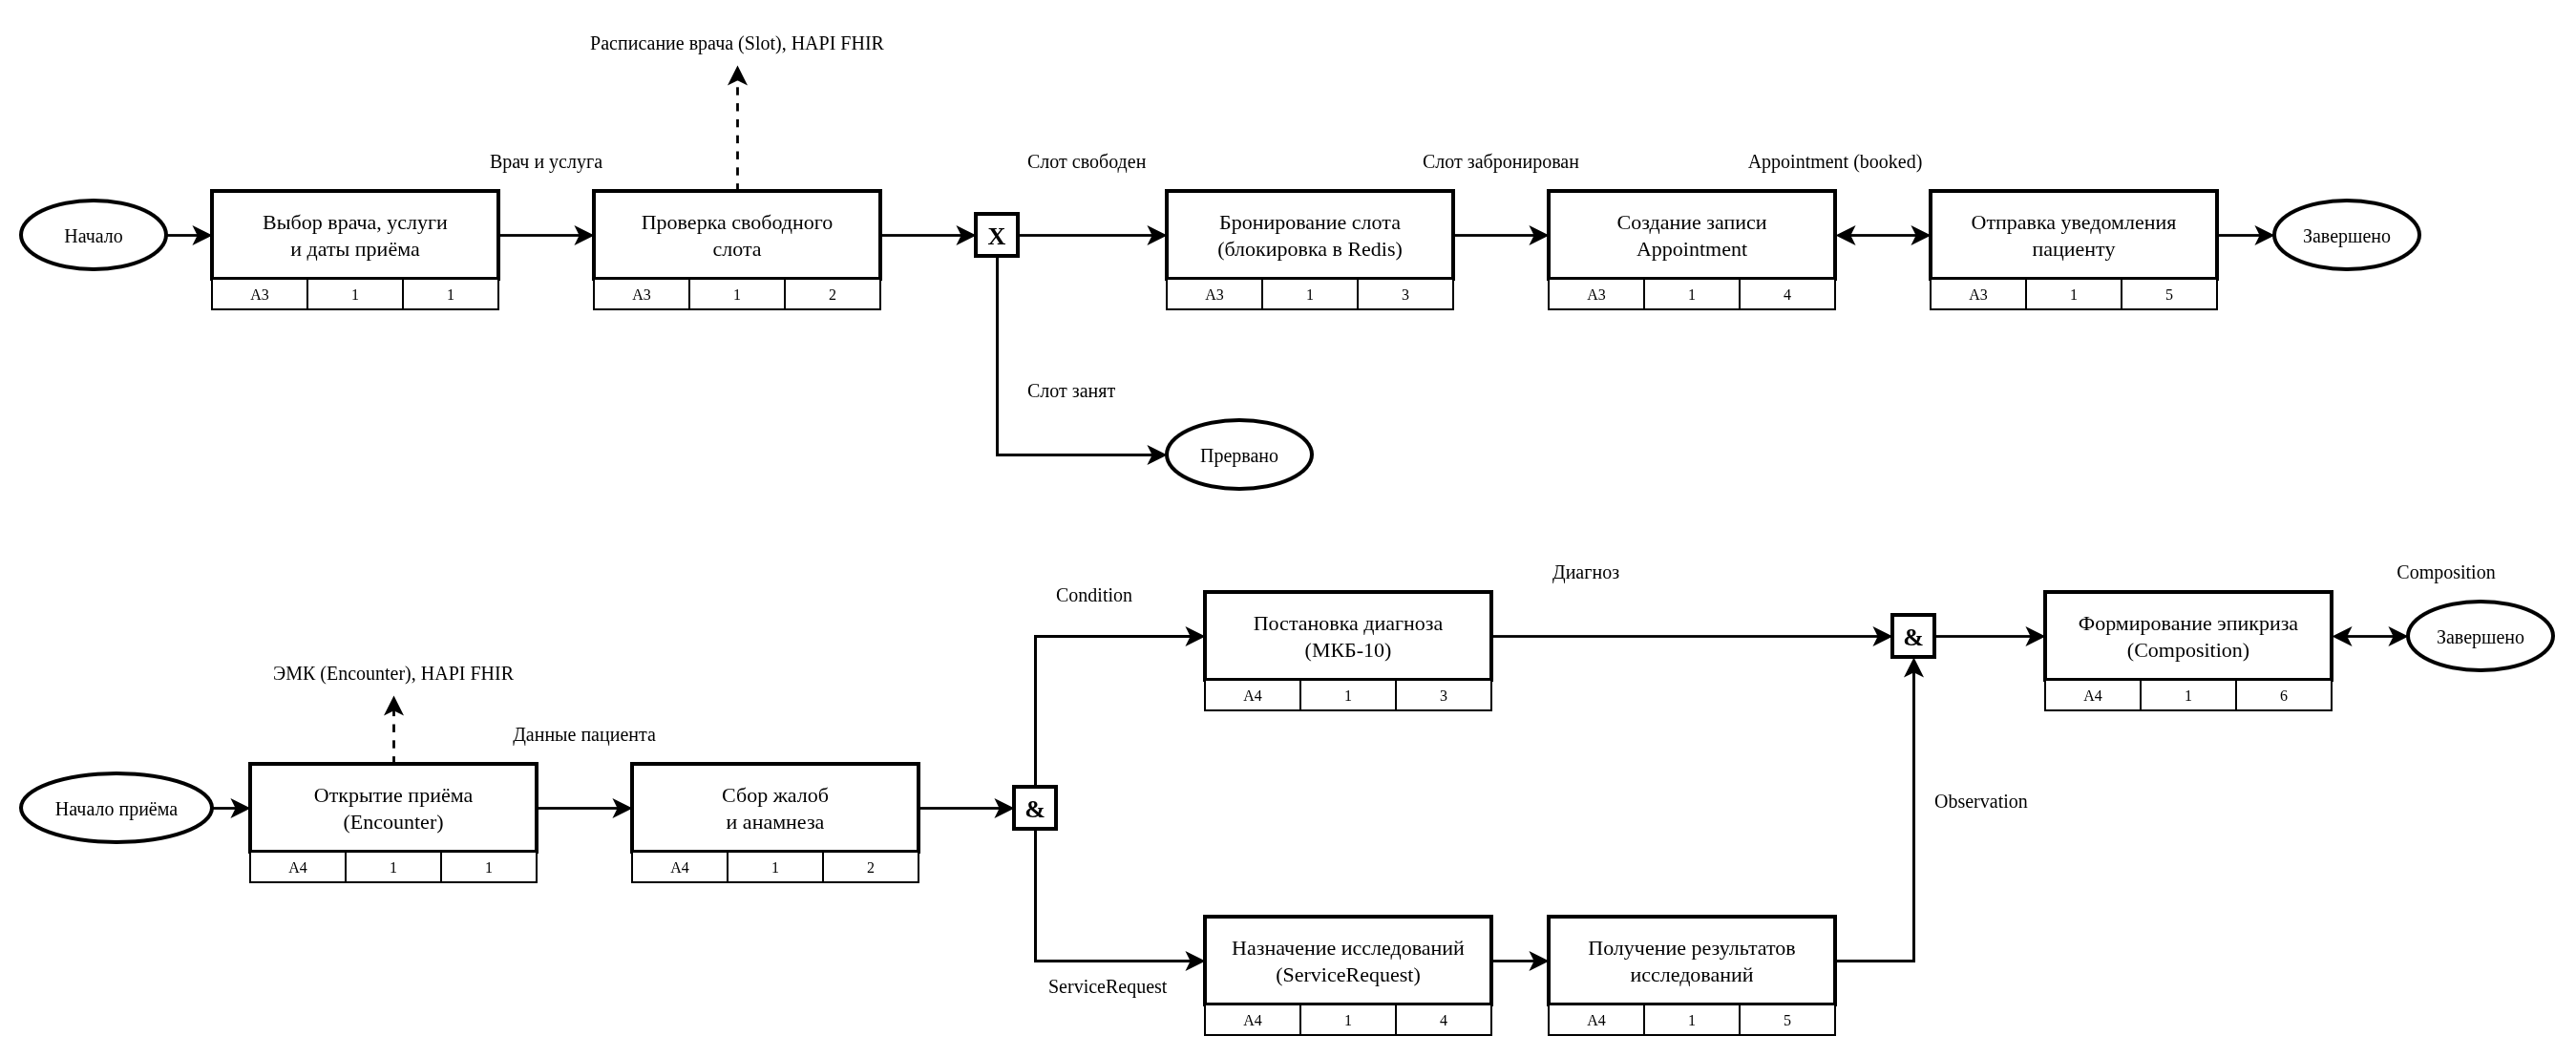 Расписание врача (Slot), HAPI FHIR
Врач и услуга
Слот свободен
Слот забронирован
Appointment (booked)
Начало
Выбор врача, услуги
и даты приёма
A3 1 1
Проверка свободного
слота
A3 1 2
X
Бронирование слота
(блокировка в Redis)
A3 1 3
Создание записи
Appointment
A3 1 4
Отправка уведомления
пациенту
A3 1 5
Завершено
Слот занят
Прервано
Condition
Диагноз
Composition
Постановка диагноза
(МКБ-10)
A4 1 3
&
Формирование эпикриза
(Composition)
A4 1 6
Завершено
ЭМК (Encounter), HAPI FHIR
Данные пациента
Начало приёма
Открытие приёма
(Encounter)
A4 1 1
Сбор жалоб
и анамнеза
A4 1 2
&
Observation
ServiceRequest
Назначение исследований
(ServiceRequest)
A4 1 4
Получение результатов
исследований
A4 1 5